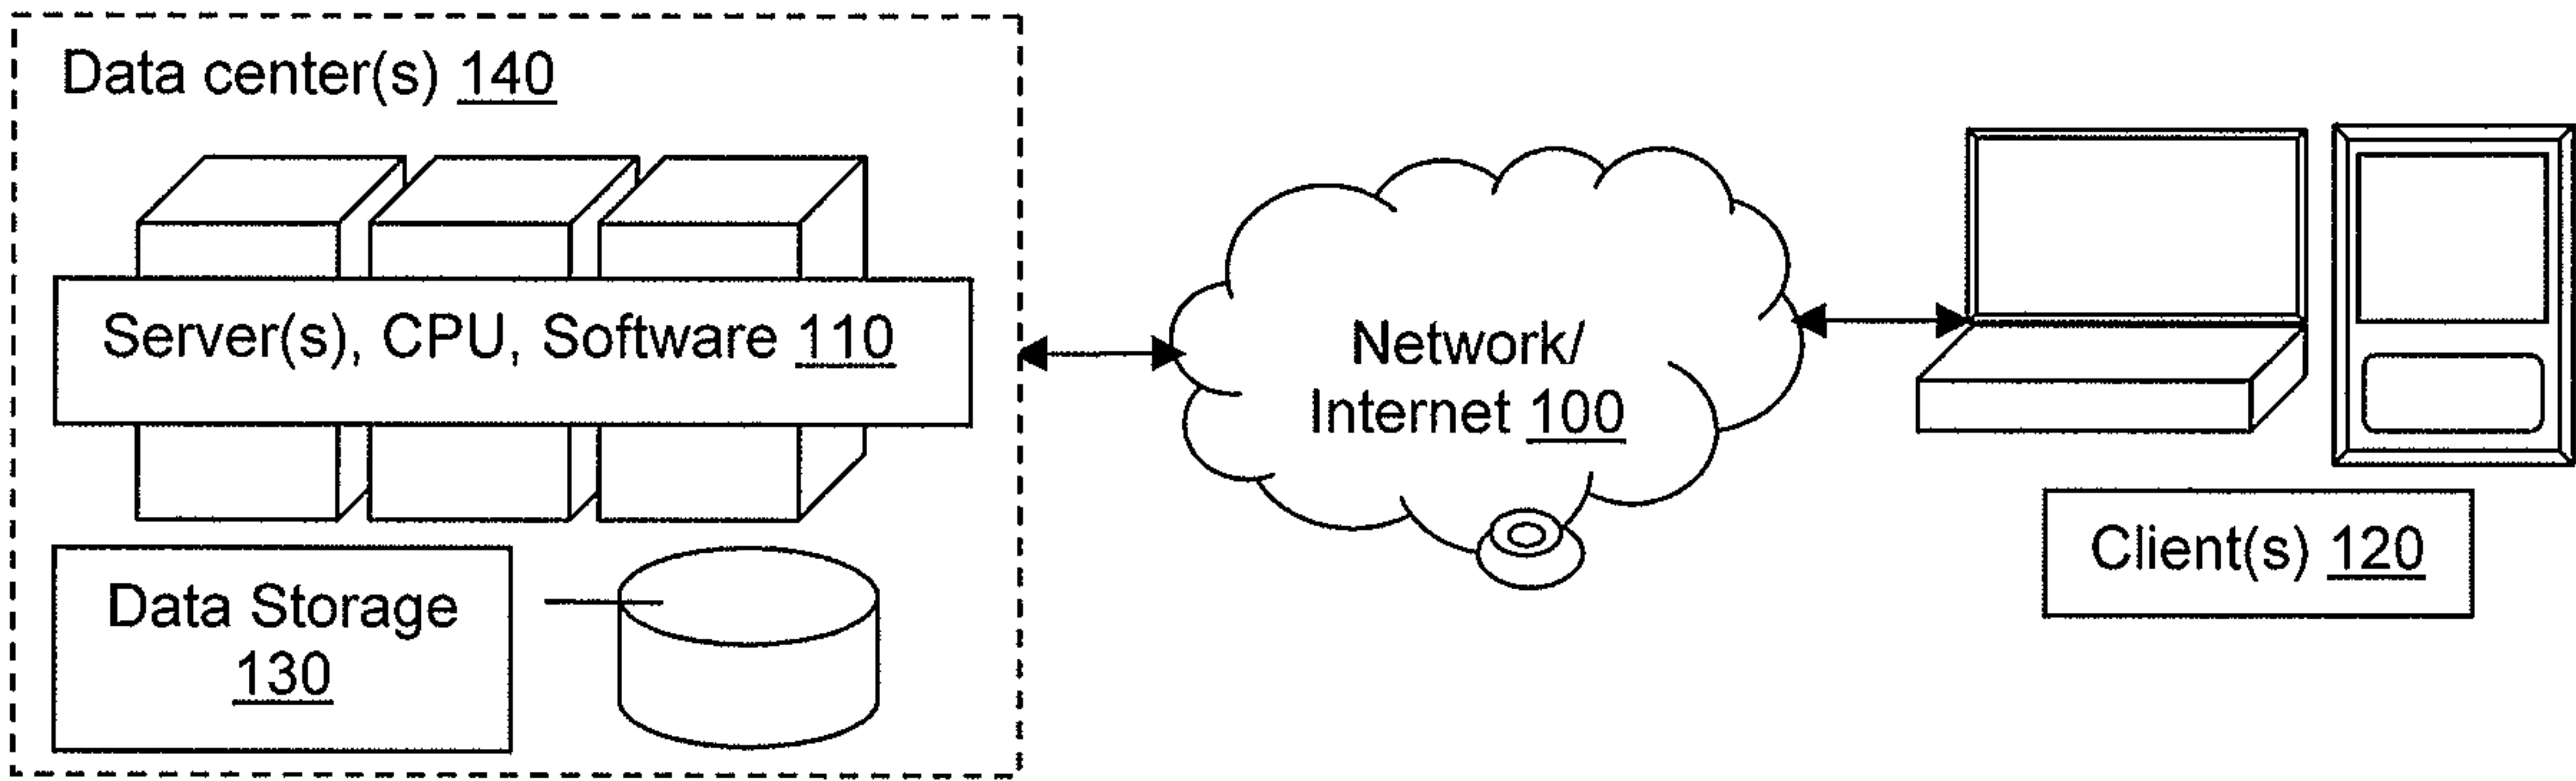 Data center(s) 140
Server(s), CPU, Software 110
Data Storage
130
Network/
Internet 100
Client(s) 120